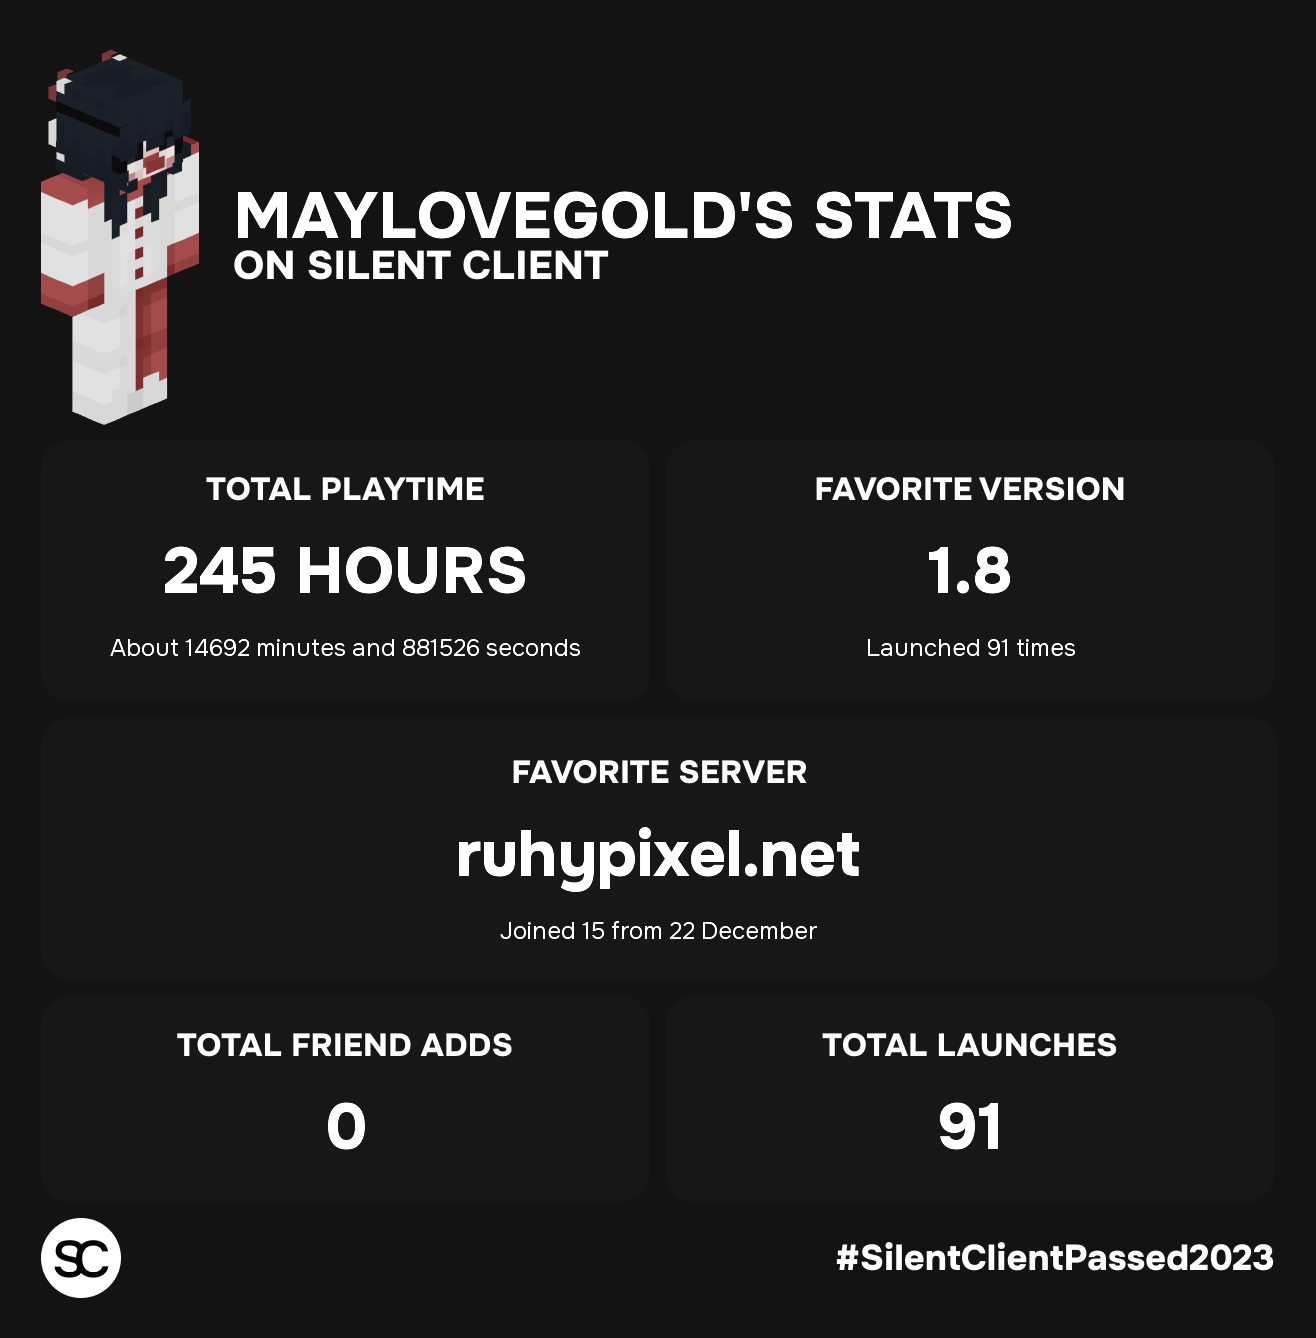 MAYLOVEGOLD'S STATS
ON SILENT CLIENT
TOTAL PLAYTIME
245 HOURS
About 14692 minutes and 881526 seconds
FAVORITE VERSION
1.8
Launched 91 times
FAVORITE SERVER
ruhypixel.net
Joined 15 from 22 December
TOTAL FRIEND ADDS
0
TOTAL LAUNCHES
91
SC
#SilentClientPassed2023